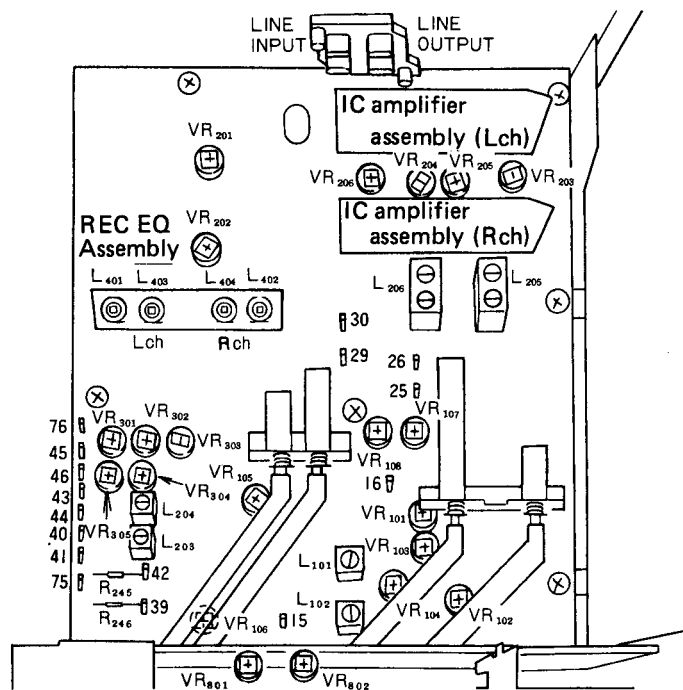 LINE INPUT
LINE OUTPUT
IC amplifier assembly (Lch)
VR201
VR204
VR205
VR206
VR203
IC amplifier assembly (Rch)
VR202
REC EQ Assembly
L401
L403
L404
L402
L206
L205
Lch
Rch
30
29
26
25
76
VR301
VR302
VR303
VR107
45
VR108
46
VR105
16
43
VR304
VR101
44
L204
40
VR305
L203
VR103
41
L101
75
42
R245
39
R246
L102
VR104
VR102
VR106
15
VR801
VR802